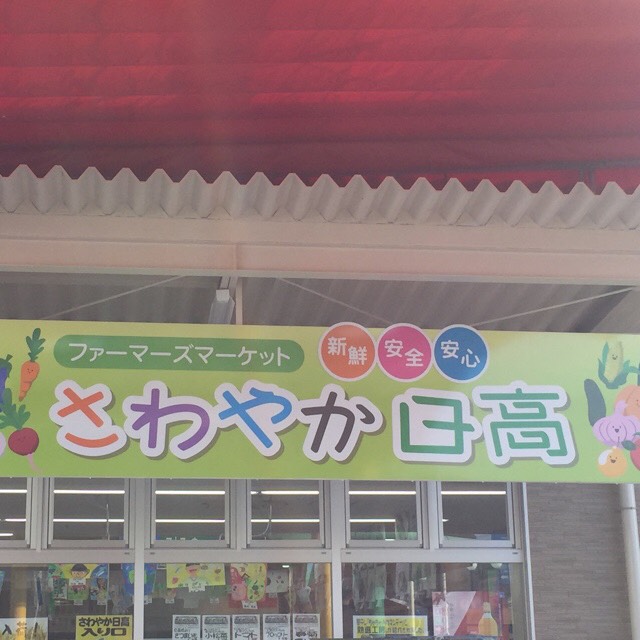 ファーマーズマーケット
新鮮 安全 安心
さわやか日高
さわやか日高
入り口